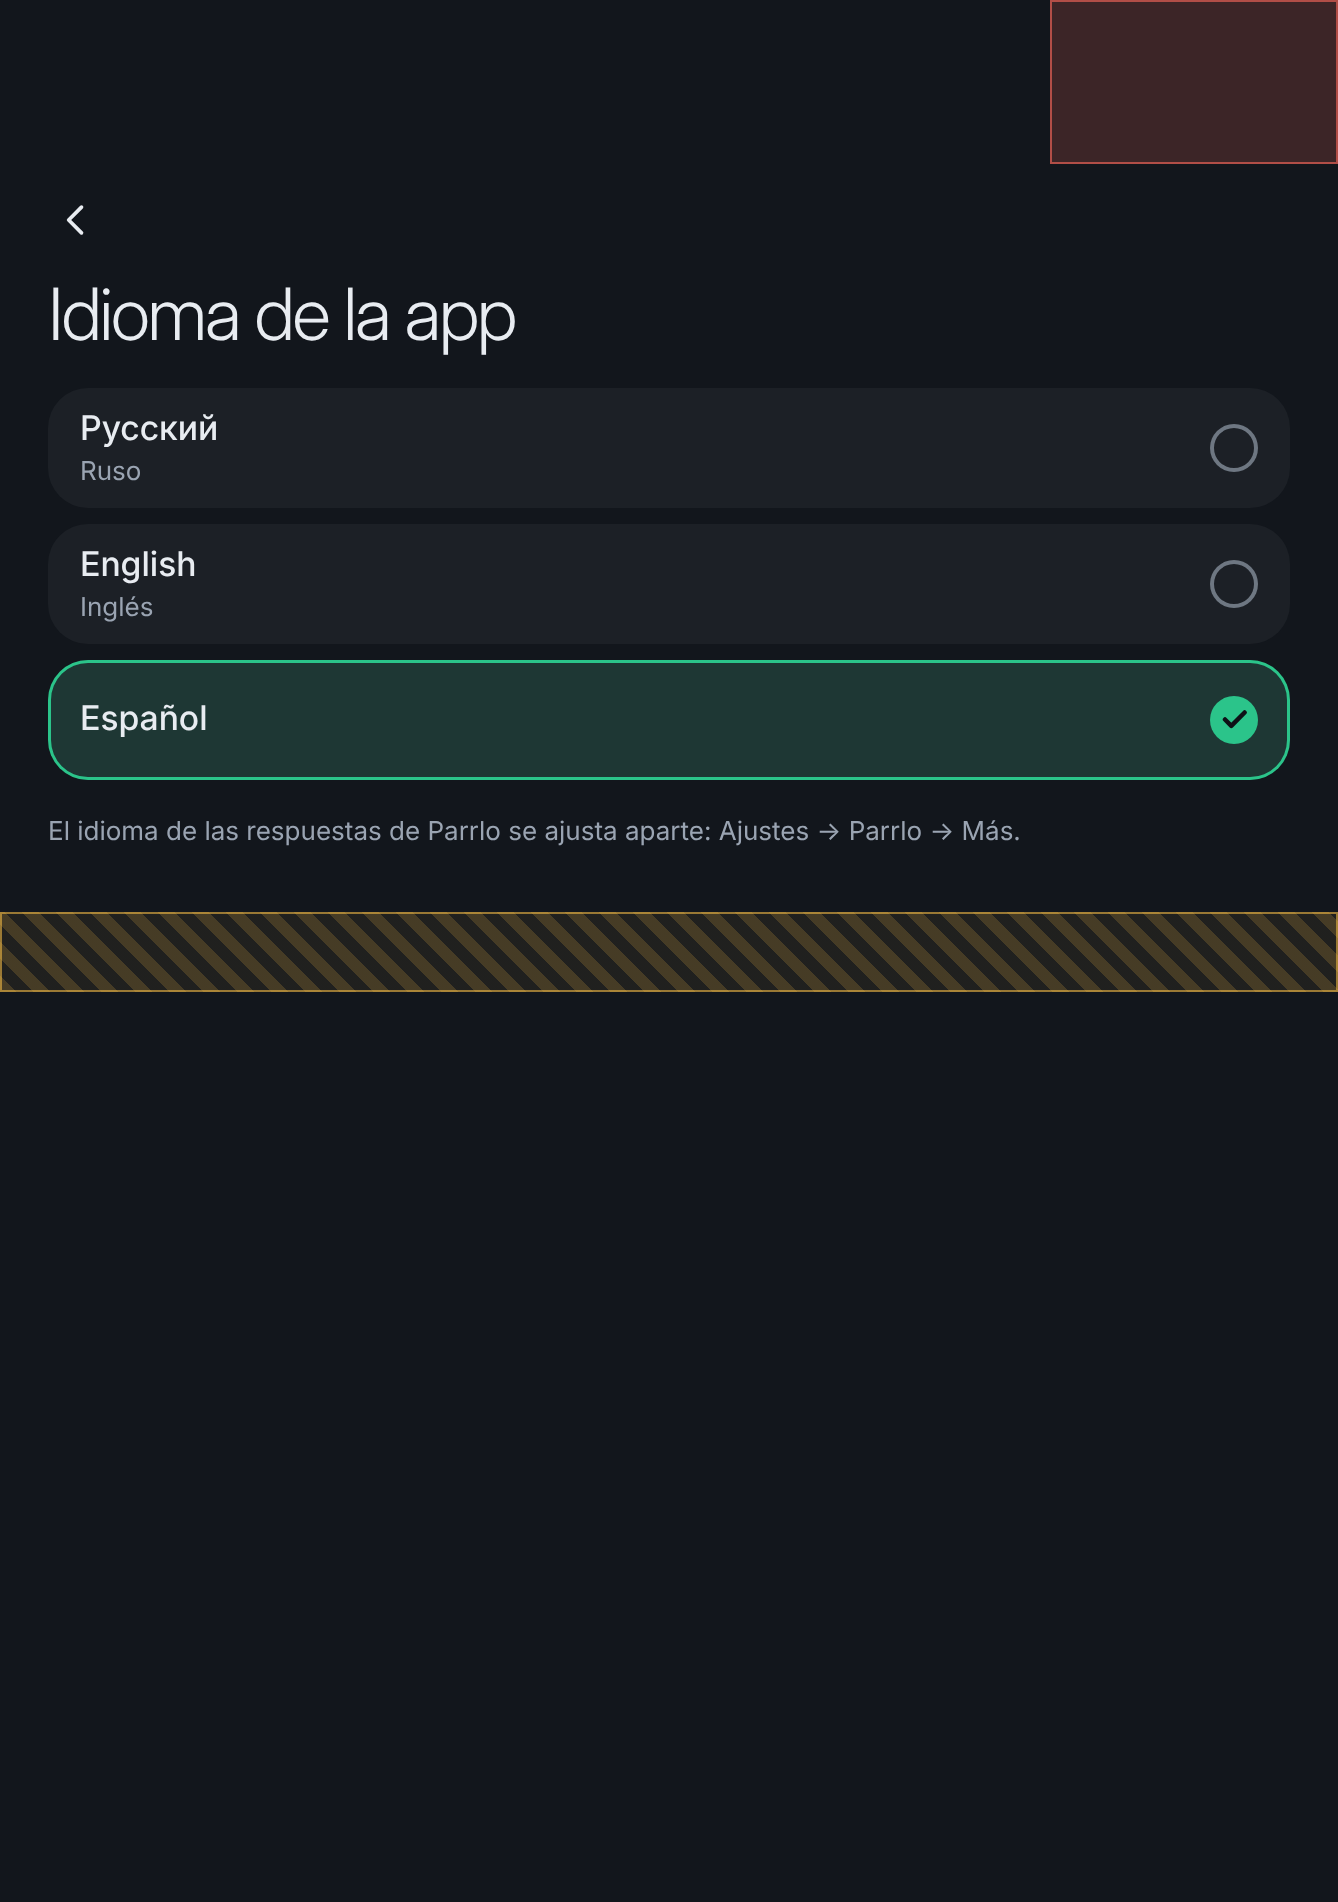 Idioma de la app
Русский
Ruso
English
Inglés
Español
El idioma de las respuestas de Parrlo se ajusta aparte: Ajustes → Parrlo → Más.